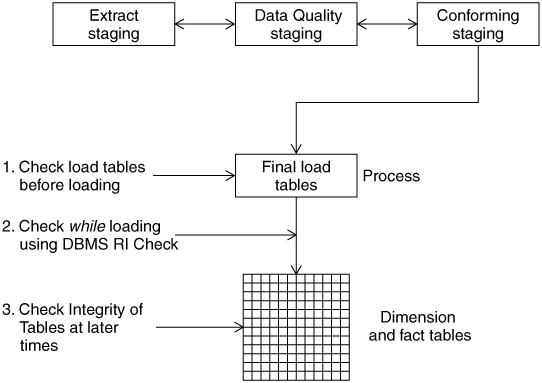 Extract
staging
Data Quality
staging
Conforming
staging
1. Check load tables
before loading
Final load
tables
Process
2. Check while loading
using DBMS RI Check
3. Check Integrity of
Tables at later
times
Dimension
and fact tables